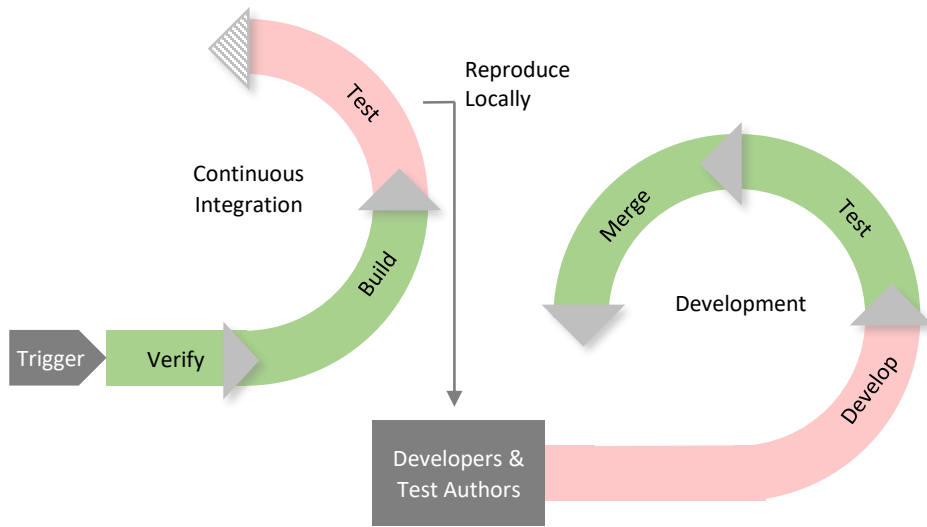 Reproduce
Locally
Test
Continuous
Integration
Build
Trigger
Verify
Merge
Test
Development
Develop
Developers &
Test Authors